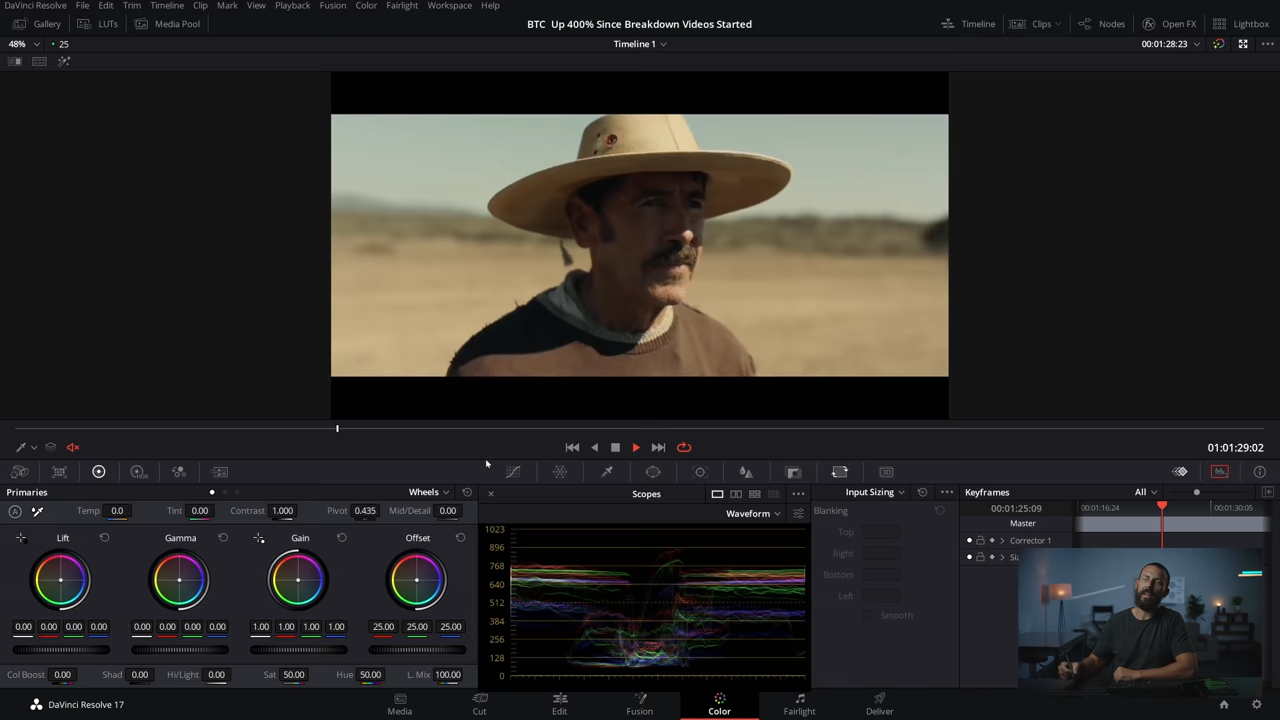 DaVinci Resolve File Edit Trim Timeline Clip Mark View Playback Fusion Color Fairlight Workspace Help
Gallery LUTs Media Pool BTC Up 400% Since Breakdown Videos Started Timeline Clips Nodes Open FX Lightbox
48% 25 Timeline 1 00:01:28:23
01:01:29:02
Primaries Wheels Scopes Input Sizing Keyframes All
Temp 0.0 Tint 0.00 Contrast 1.000 Pivot 0.435 Mid/Detail 0.00 Waveform Blanking 00:01:25:09 00:01:16:24 00:01:30:05
Master
Lift Gamma Gain Offset 1023 Top Corrector 1
896 Right
768 Bottom
640 Left
512 Smooth
0.00 0.00 0.00 0.00 0.00 0.00 0.00 0.00 1.00 1.00 1.00 1.00 25.00 25.00 25.00 384
256
128
Col Boost 0.00 Shad 0.00 Hi/Light 0.00 Sat 50.00 Hue 50.00 L. Mix 100.00 0
DaVinci Resolve 17 Media Cut Edit Fusion Color Fairlight Deliver